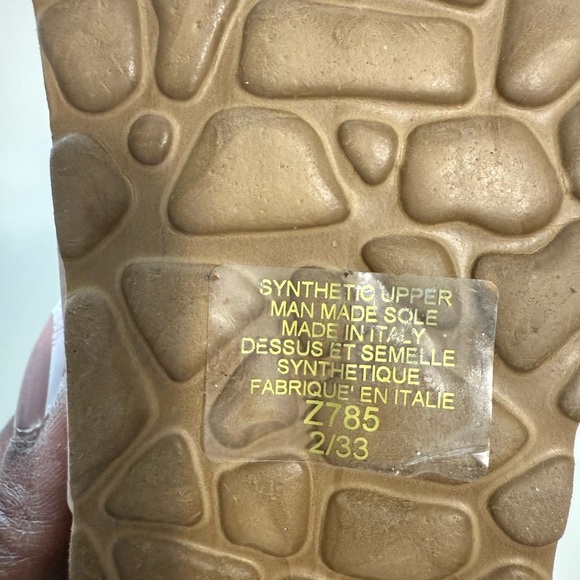 SYNTHETIC UPPER
MAN MADE SOLE
MADE IN ITALY
DESSUS ET SEMELLE
SYNTHETIQUE
FABRIQUE' EN ITALIE
Z785
2/33